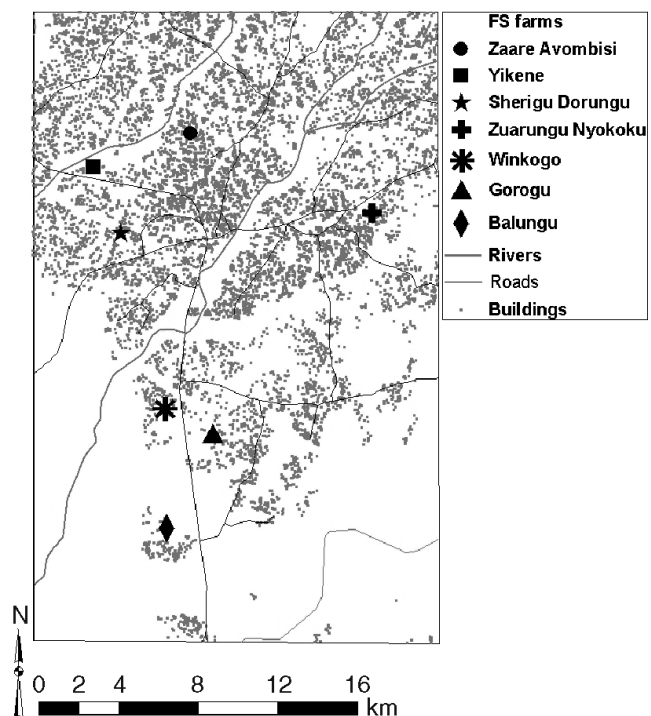 FS farms
Zaare Avombisi
Yikene
Sherigu Dorungu
Zuarungu Nyokoku
Winkogo
Gorogu
Balungu
Rivers
Roads
Buildings
N
0 2 4 8 12 16
km